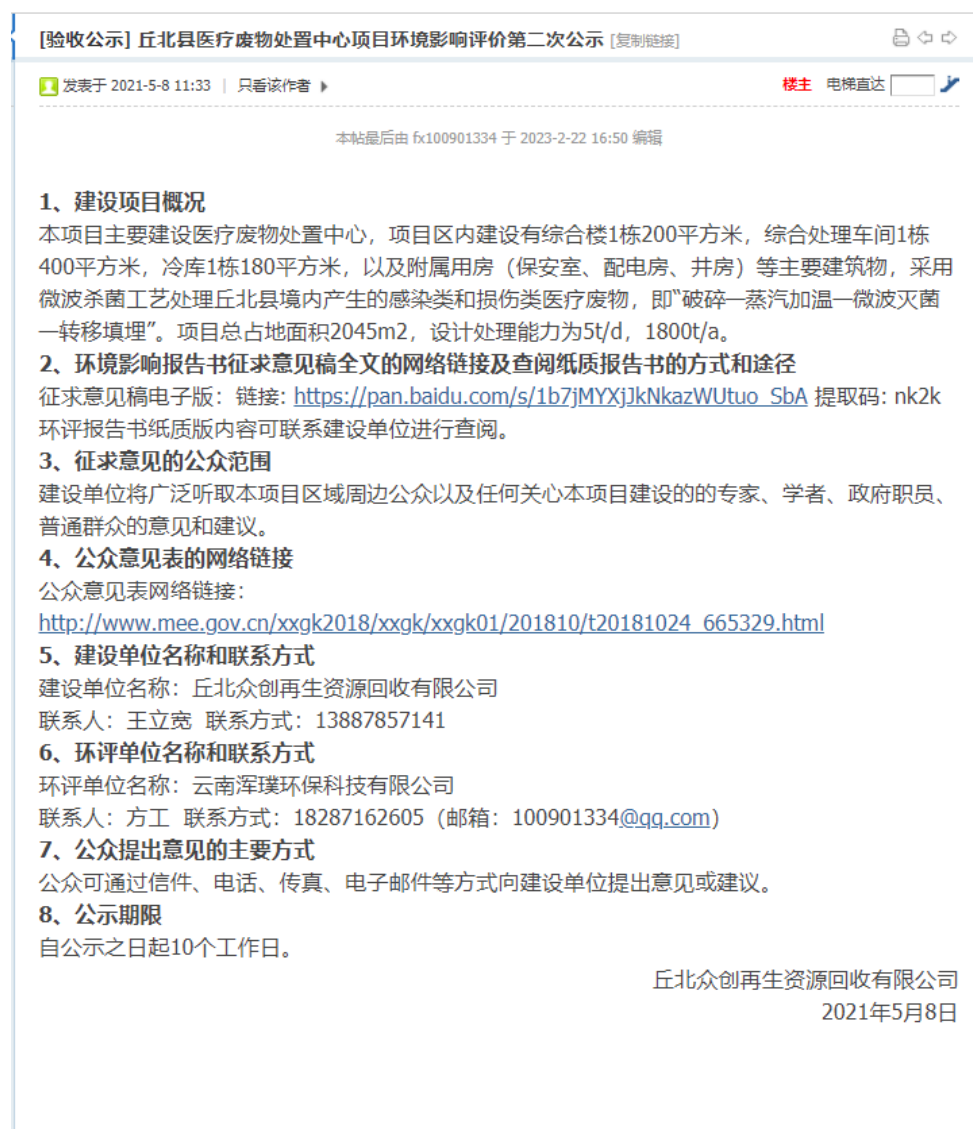 [验收公示] 丘北县医疗废物处置中心项目环境影响评价第二次公示 [复制链接]
发表于 2021-5-8 11:33 | 只看该作者
楼主 电梯直达
本帖最后由 fx100901334 于 2023-2-22 16:50 编辑
1、建设项目概况
本项目主要建设医疗废物处置中心，项目区内建设有综合楼1栋200平方米，综合处理车间1栋
400平方米，冷库1栋180平方米，以及附属用房（保安室、配电房、井房）等主要建筑物，采用
微波杀菌工艺处理丘北县境内产生的感染类和损伤类医疗废物，即“破碎—蒸汽加温—微波灭菌
—转移填埋”。项目总占地面积2045m2，设计处理能力为5t/d，1800t/a。
2、环境影响报告书征求意见稿全文的网络链接及查阅纸质报告书的方式和途径
征求意见稿电子版：链接: https://pan.baidu.com/s/1b7jMYXjJkNkazWUtuo_SbA 提取码: nk2k
环评报告书纸质版内容可联系建设单位进行查阅。
3、征求意见的公众范围
建设单位将广泛听取本项目区域周边公众以及任何关心本项目建设的的专家、学者、政府职员、
普通群众的意见和建议。
4、公众意见表的网络链接
公众意见表网络链接：
http://www.mee.gov.cn/xxgk2018/xxgk/xxgk01/201810/t20181024_665329.html
5、建设单位名称和联系方式
建设单位名称：丘北众创再生资源回收有限公司
联系人：王立宽 联系方式：13887857141
6、环评单位名称和联系方式
环评单位名称：云南浑璞环保科技有限公司
联系人：方工 联系方式：18287162605（邮箱：100901334@qq.com）
7、公众提出意见的主要方式
公众可通过信件、电话、传真、电子邮件等方式向建设单位提出意见或建议。
8、公示期限
自公示之日起10个工作日。
丘北众创再生资源回收有限公司
2021年5月8日